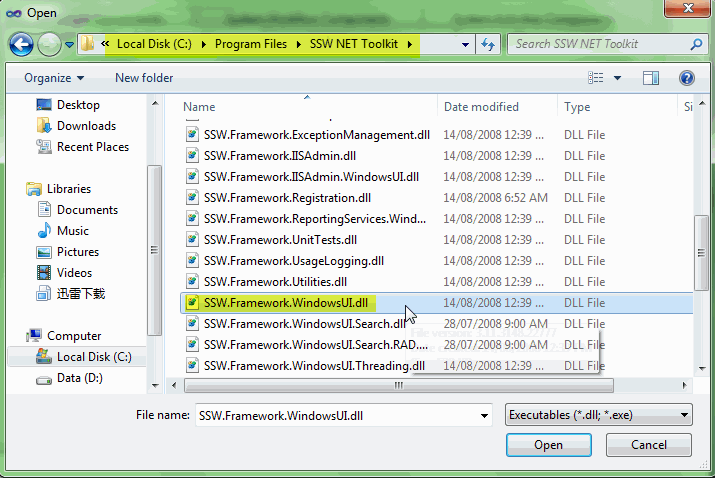 Open
« Local Disk (C:) Program Files SSW NET Toolkit Search SSW NET Toolkit
Organize New folder
Name Date modified Type Si
Desktop
Downloads
Recent Places
Libraries
Documents
Music
Pictures
Videos
迅雷下载
Computer
Local Disk (C:)
Data (D:)
SSW.Framework.ExceptionManagement.dll 14/08/2008 12:39 ... DLL File
SSW.Framework.IISAdmin.dll 14/08/2008 12:39 ... DLL File
SSW.Framework.IISAdmin.WindowsUI.dll 14/08/2008 12:39 ... DLL File
SSW.Framework.Registration.dll 14/08/2008 6:52 AM DLL File
SSW.Framework.ReportingServices.Wind... 14/08/2008 12:39 ... DLL File
SSW.Framework.UnitTests.dll 14/08/2008 12:39 ... DLL File
SSW.Framework.UsageLogging.dll 14/08/2008 12:39 ... DLL File
SSW.Framework.Utilities.dll 14/08/2008 12:39 ... DLL File
SSW.Framework.WindowsUI.dll 14/08/2008 12:39 ... DLL File
SSW.Framework.WindowsUI.Search.dll 28/07/2008 9:00 AM DLL File
SSW.Framework.WindowsUI.Search.RAD.... 28/07/2008 9:00 AM DLL File
SSW.Framework.WindowsUI.Threading.dll 14/08/2008 12:39 ... DLL File
File name: SSW.Framework.WindowsUI.dll Executables (*.dll; *.exe)
Open Cancel